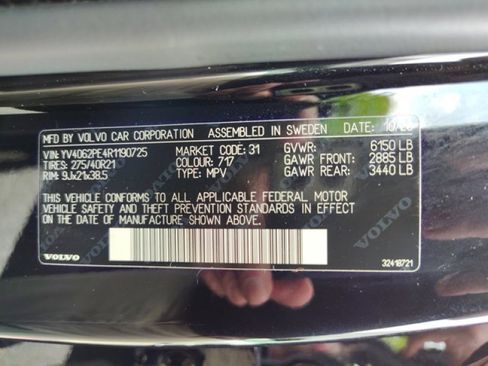 MFD BY VOLVO CAR CORPORATION ASSEMBLED IN SWEDEN DATE: 10/23
VIN: YV4062PE4R1190725 MARKET CODE: 31 GVWR: 6150 LB
TIRES: 275/40R21 COLOUR: 717 GAWR FRONT: 2885 LB
RIM: 9Jx21x38.5 TYPE: MPV GAWR REAR: 3440 LB
THIS VEHICLE CONFORMS TO ALL APPLICABLE FEDERAL MOTOR
VEHICLE SAFETY AND THEFT PREVENTION STANDARDS IN EFFECT
ON THE DATE OF MANUFACTURE SHOWN ABOVE.
VOLVO
32418721